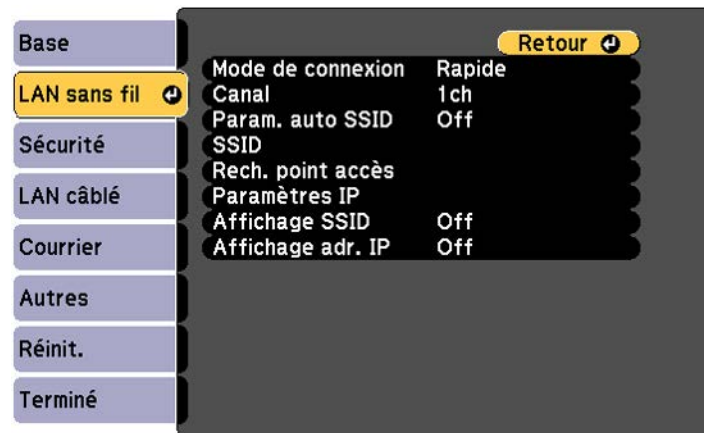 Base
LAN sans fil
Sécurité
LAN câblé
Courrier
Autres
Réinit.
Terminé
Retour
Mode de connexion Rapide
Canal 1ch
Param. auto SSID Off
SSID
Rech. point accès
Paramètres IP
Affichage SSID Off
Affichage adr. IP Off